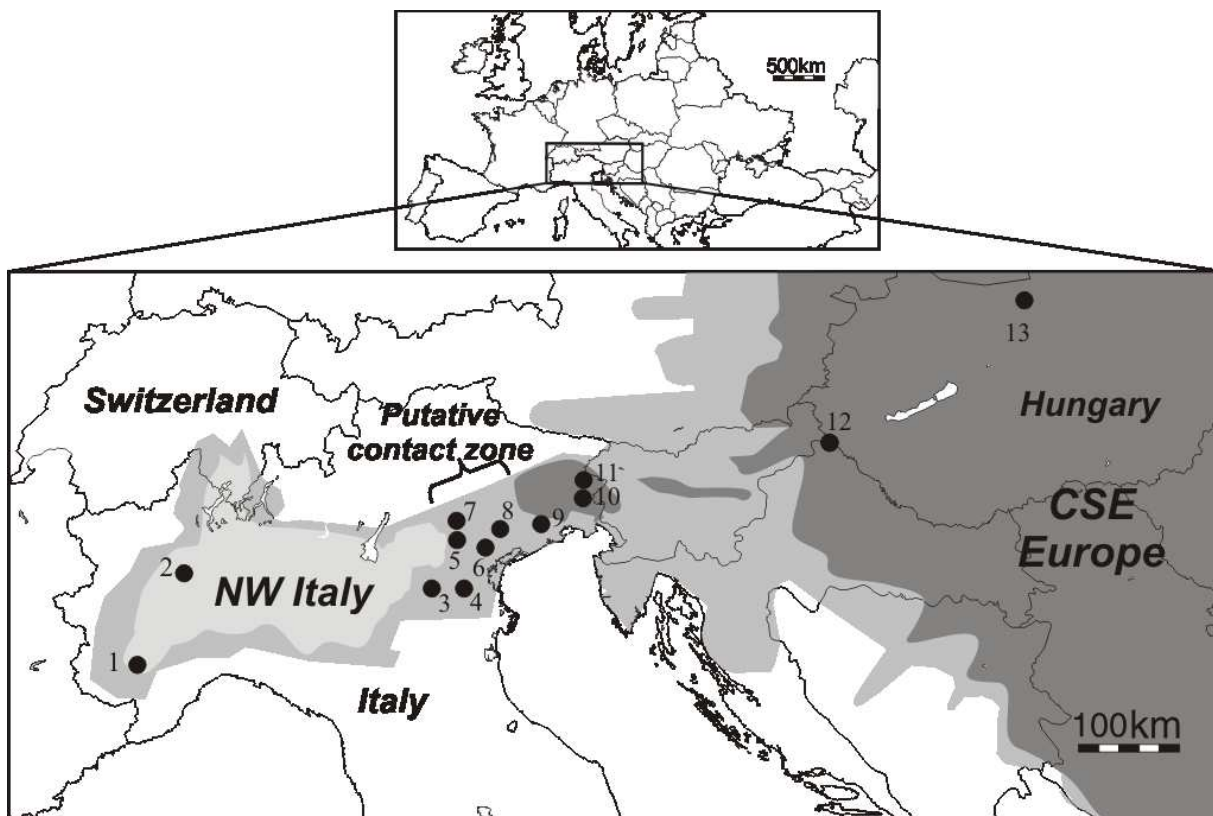 500km
Switzerland
Putative
contact zone
13
Hungary
12
11
10
CSE
Europe
7
8
9
5
6
2
NW Italy
3
4
1
Italy
100km